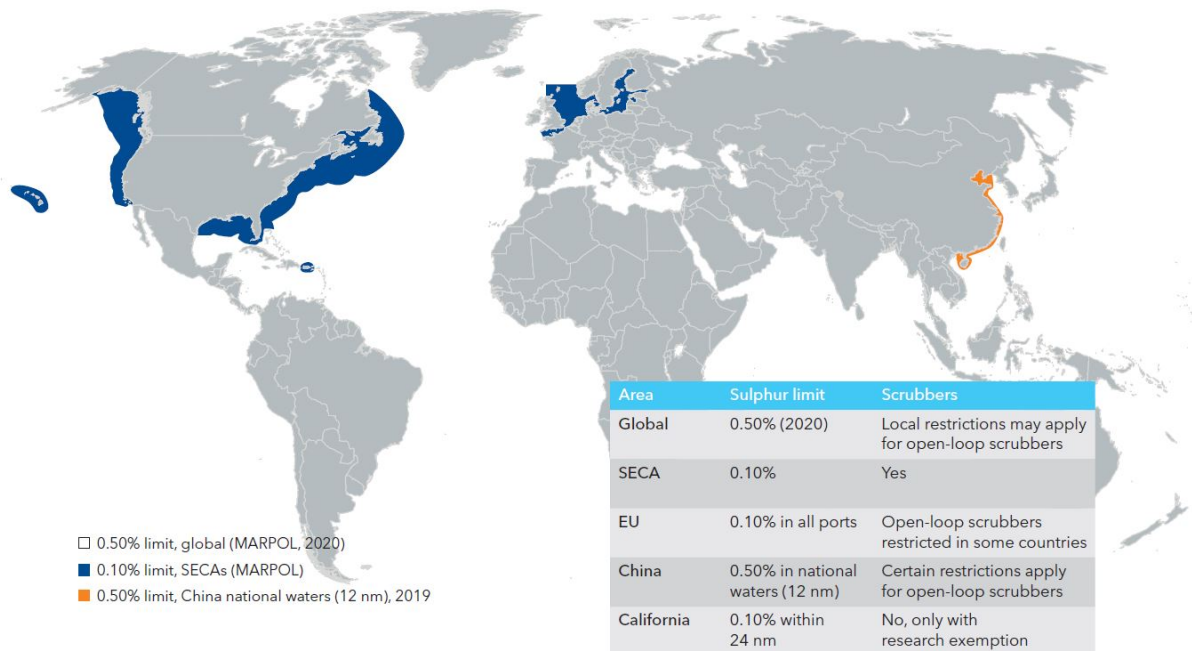 Area Sulphur limit Scrubbers
Global 0.50% (2020) Local restrictions may apply
for open-loop scrubbers
SECA 0.10% Yes
EU 0.10% in all ports Open-loop scrubbers
restricted in some countries
China 0.50% in national Certain restrictions apply
waters (12 nm) for open-loop scrubbers
California 0.10% within No, only with
24 nm research exemption
0.50% limit, global (MARPOL, 2020)
0.10% limit, SECAs (MARPOL)
0.50% limit, China national waters (12 nm), 2019